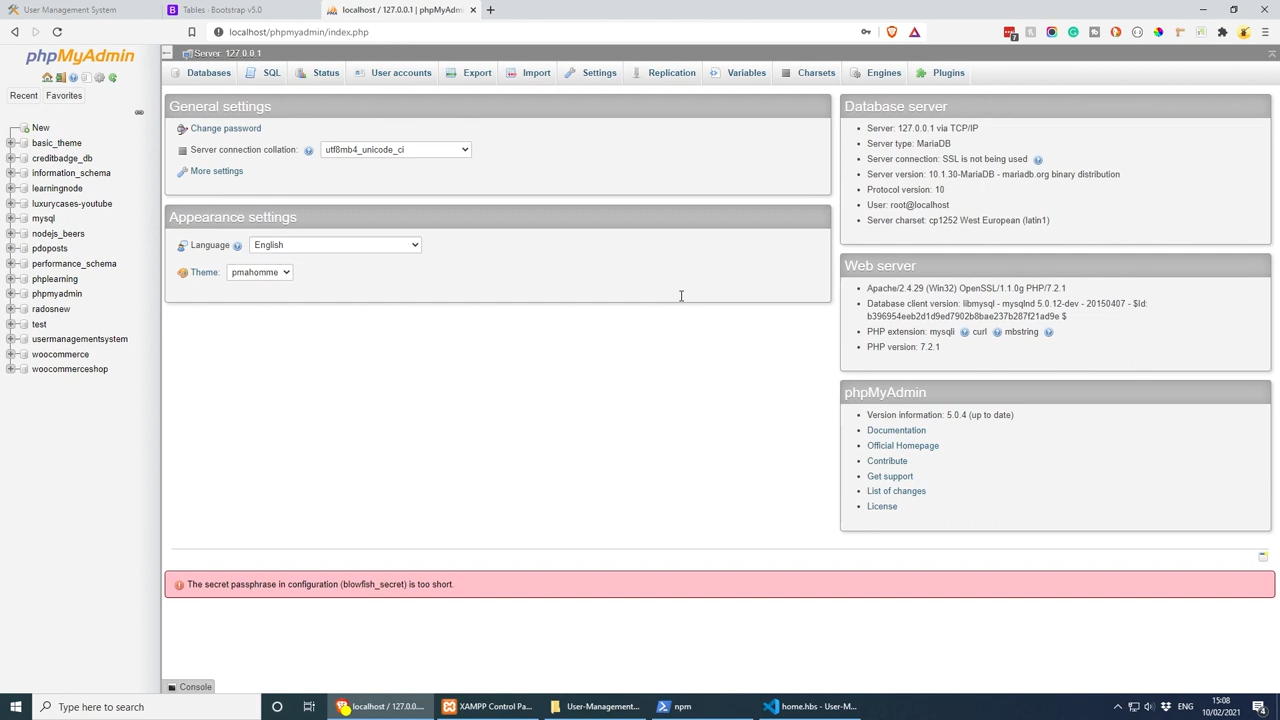 User Management System
Tables · Bootstrap v5.0
localhost / 127.0.0.1 | phpMyAdm
localhost/phpmyadmin/index.php
phpMyAdmin
Server: 127.0.0.1
Databases
SQL
Status
User accounts
Export
Import
Settings
Replication
Variables
Charsets
Engines
Plugins
Recent
Favorites
New
basic_theme
creditbadge_db
information_schema
learningnode
luxurycases-youtube
mysql
nodejs_beers
pdoposts
performance_schema
phplearning
phpmyadmin
radosnew
test
usermanagementsystem
woocommerce
woocommerceshop
General settings
Change password
Server connection collation:
utf8mb4_unicode_ci
More settings
Appearance settings
Language
English
Theme:
pmahomme
Database server
Server: 127.0.0.1 via TCP/IP
Server type: MariaDB
Server connection: SSL is not being used
Server version: 10.1.30-MariaDB - mariadb.org binary distribution
Protocol version: 10
User: root@localhost
Server charset: cp1252 West European (latin1)
Web server
Apache/2.4.29 (Win32) OpenSSL/1.1.0g PHP/7.2.1
Database client version: libmysql - mysqlnd 5.0.12-dev - 20150407 - $Id:
b396954eeb2d1d9ed7902b8bae237b287f21ad9e $
PHP extension: mysqli curl mbstring
PHP version: 7.2.1
phpMyAdmin
Version information: 5.0.4 (up to date)
Documentation
Official Homepage
Contribute
Get support
List of changes
License
The secret passphrase in configuration (blowfish_secret) is too short.
Console
Type here to search
localhost / 127.0.0....
XAMPP Control Pa...
User-Management...
npm
home.hbs - User-M...
15:08
10/02/2021